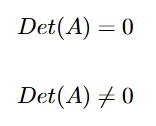 Det(A) = 0
Det(A) ≠ 0